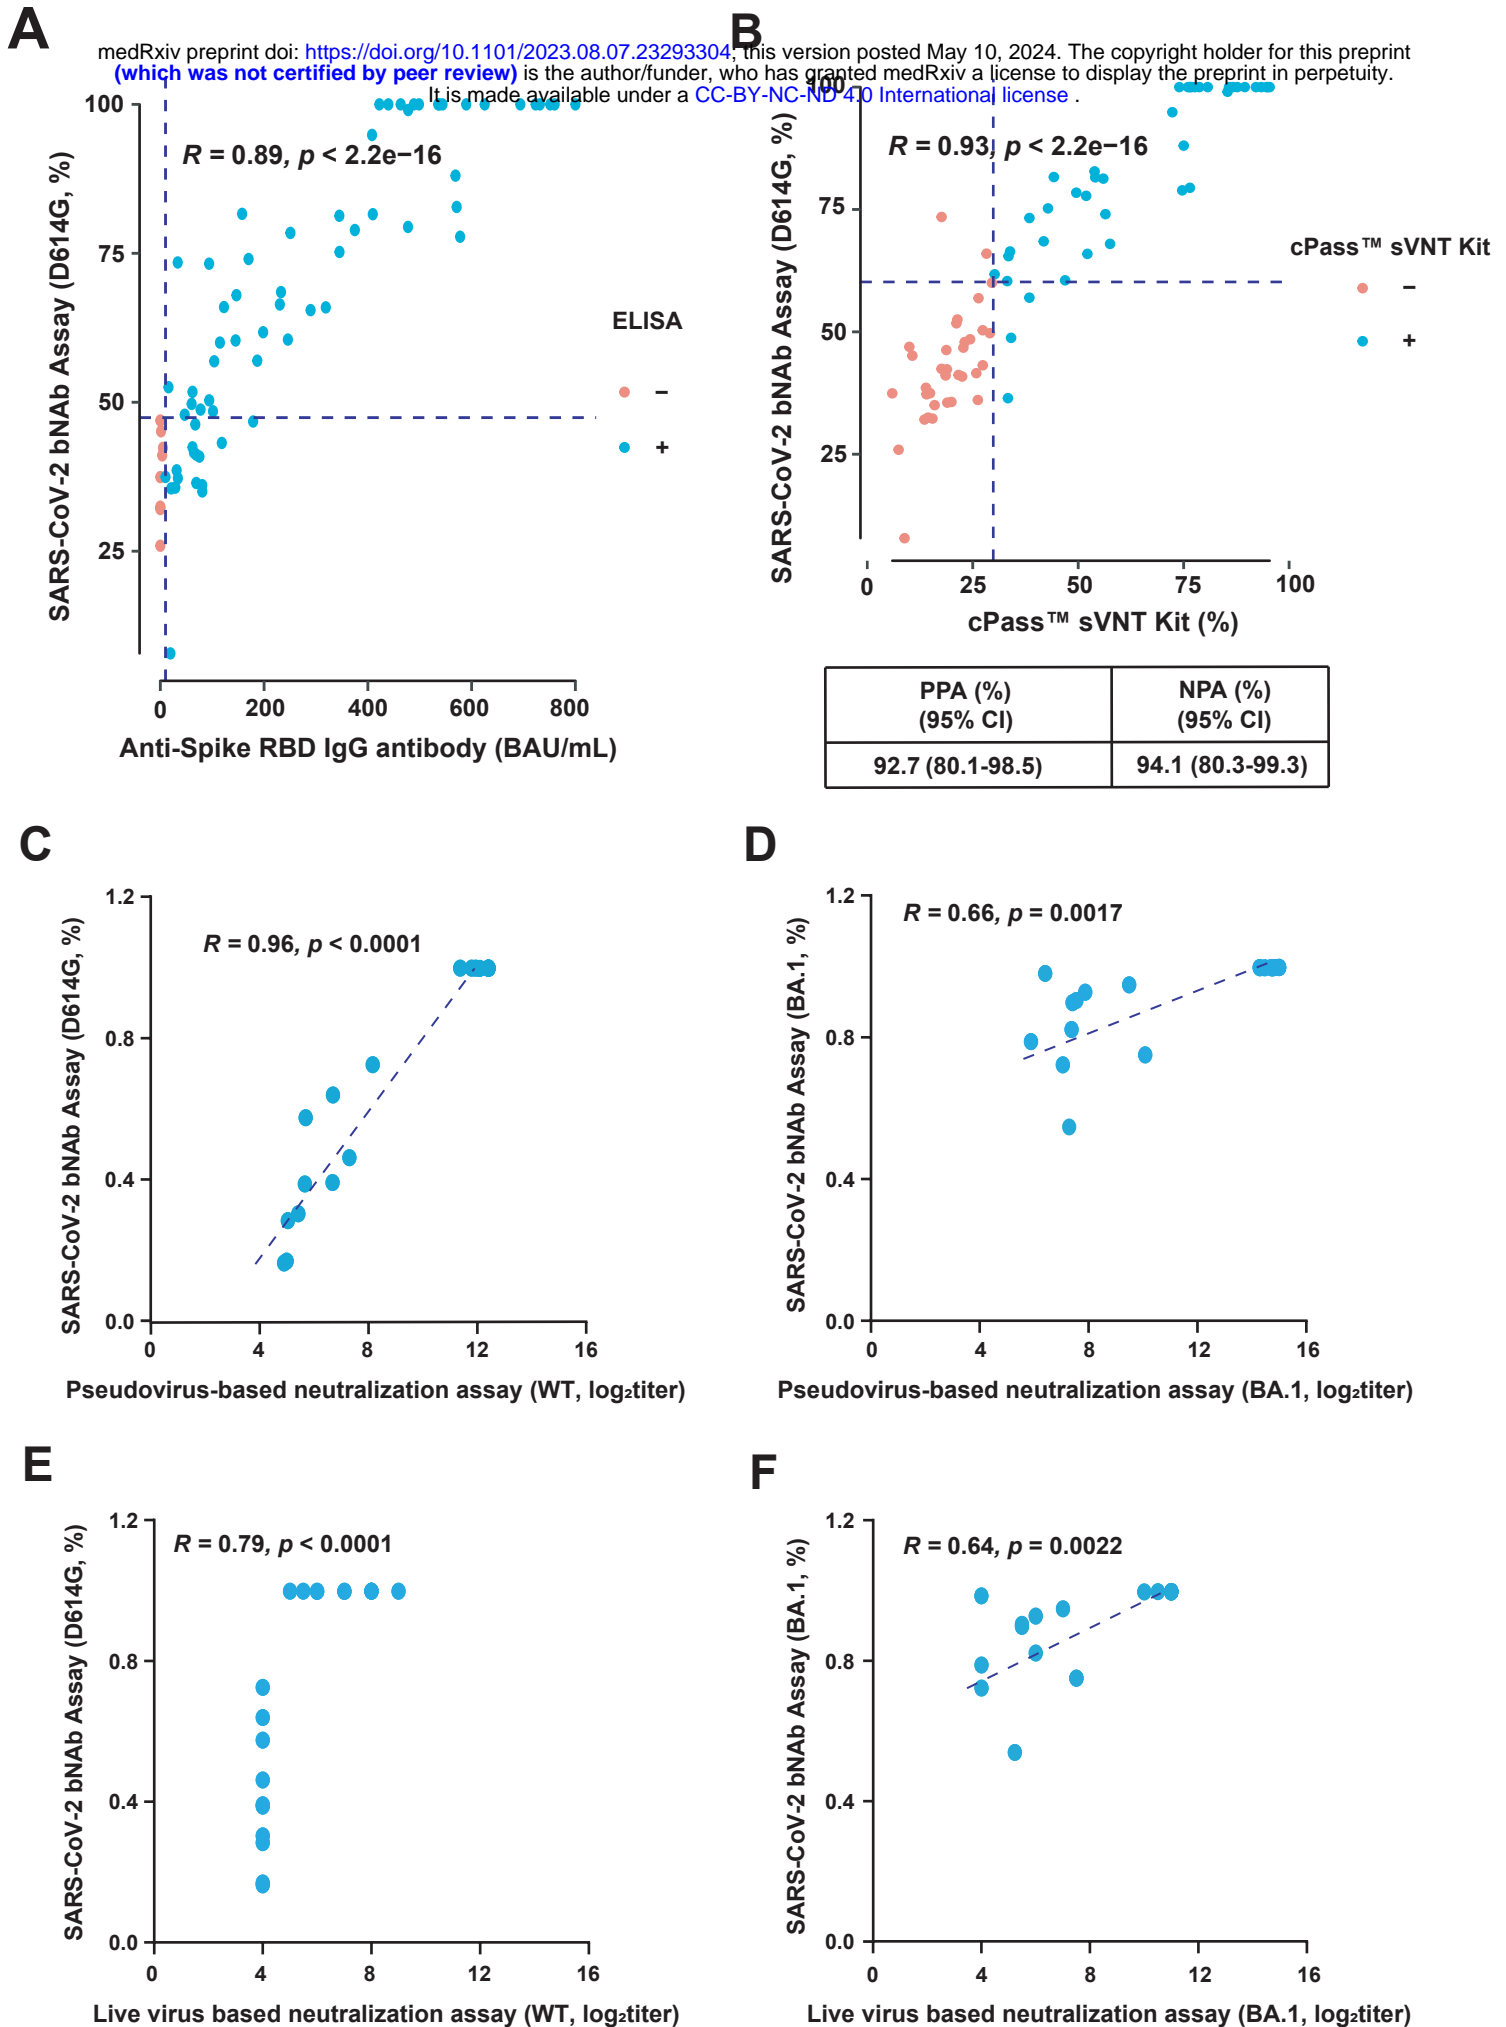 A
B
medRxiv preprint doi: https://doi.org/10.1101/2023.08.07.23293304; this version posted May 10, 2024. The copyright holder for this preprint
(which was not certified by peer review) is the author/funder, who has granted medRxiv a license to display the preprint in perpetuity.
It is made available under a CC-BY-NC-ND 4.0 International license .
SARS-CoV-2 bNAb Assay (D614G, %)
100
75
50
25
R = 0.89, p < 2.2e−16
ELISA
−
+
0 200 400 600 800
Anti-Spike RBD IgG antibody (BAU/mL)
SARS-CoV-2 bNAb Assay (D614G, %)
100
75
50
25
R = 0.93, p < 2.2e−16
cPass™ sVNT Kit
−
+
0 25 50 75 100
cPass™ sVNT Kit (%)
PPA (%) NPA (%)
(95% CI) (95% CI)
92.7 (80.1-98.5) 94.1 (80.3-99.3)
C
SARS-CoV-2 bNAb Assay (D614G, %)
1.2
0.8
0.4
0.0
R = 0.96, p < 0.0001
0 4 8 12 16
Pseudovirus-based neutralization assay (WT, log₂titer)
D
SARS-CoV-2 bNAb Assay (BA.1, %)
1.2
0.8
0.4
0.0
R = 0.66, p = 0.0017
0 4 8 12 16
Pseudovirus-based neutralization assay (BA.1, log₂titer)
E
SARS-CoV-2 bNAb Assay (D614G, %)
1.2
0.8
0.4
0.0
R = 0.79, p < 0.0001
0 4 8 12 16
Live virus based neutralization assay (WT, log₂titer)
F
SARS-CoV-2 bNAb Assay (BA.1, %)
1.2
0.8
0.4
0.0
R = 0.64, p = 0.0022
0 4 8 12 16
Live virus based neutralization assay (BA.1, log₂titer)